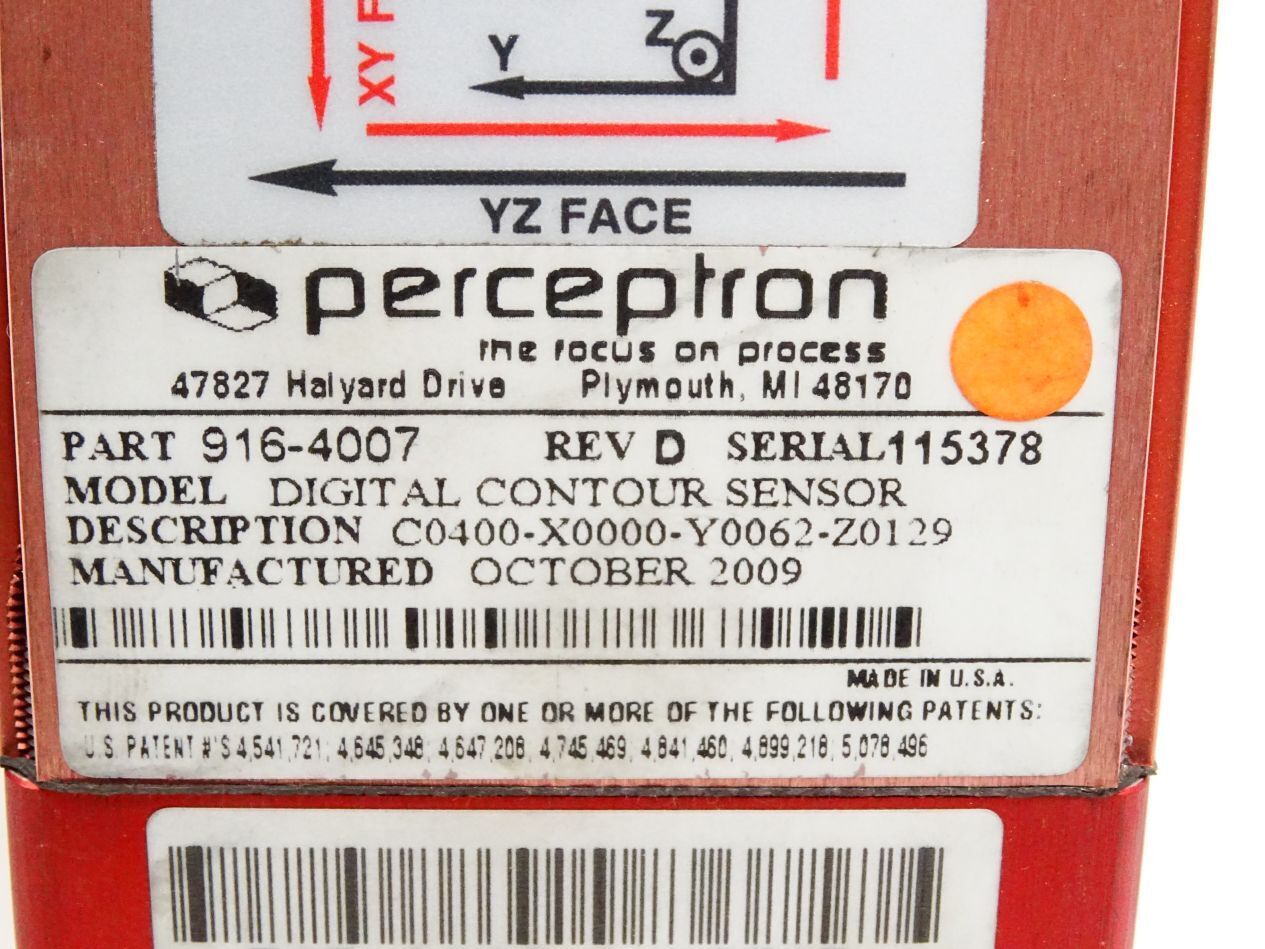 XY F
Z
Y
YZ FACE
perceptron
the focus on process
47827 Halyard Drive Plymouth, MI 48170
PART 916-4007 REV D SERIAL 115378
MODEL DIGITAL CONTOUR SENSOR
DESCRIPTION C0400-X0000-Y0062-Z0129
MANUFACTURED OCTOBER 2009
MADE IN U.S.A.
THIS PRODUCT IS COVERED BY ONE OR MORE OF THE FOLLOWING PATENTS:
U.S. PATENT #'S 4,541,721; 4,645,348; 4,647,208; 4,745,469; 4,841,460; 4,899,218; 5,078,496